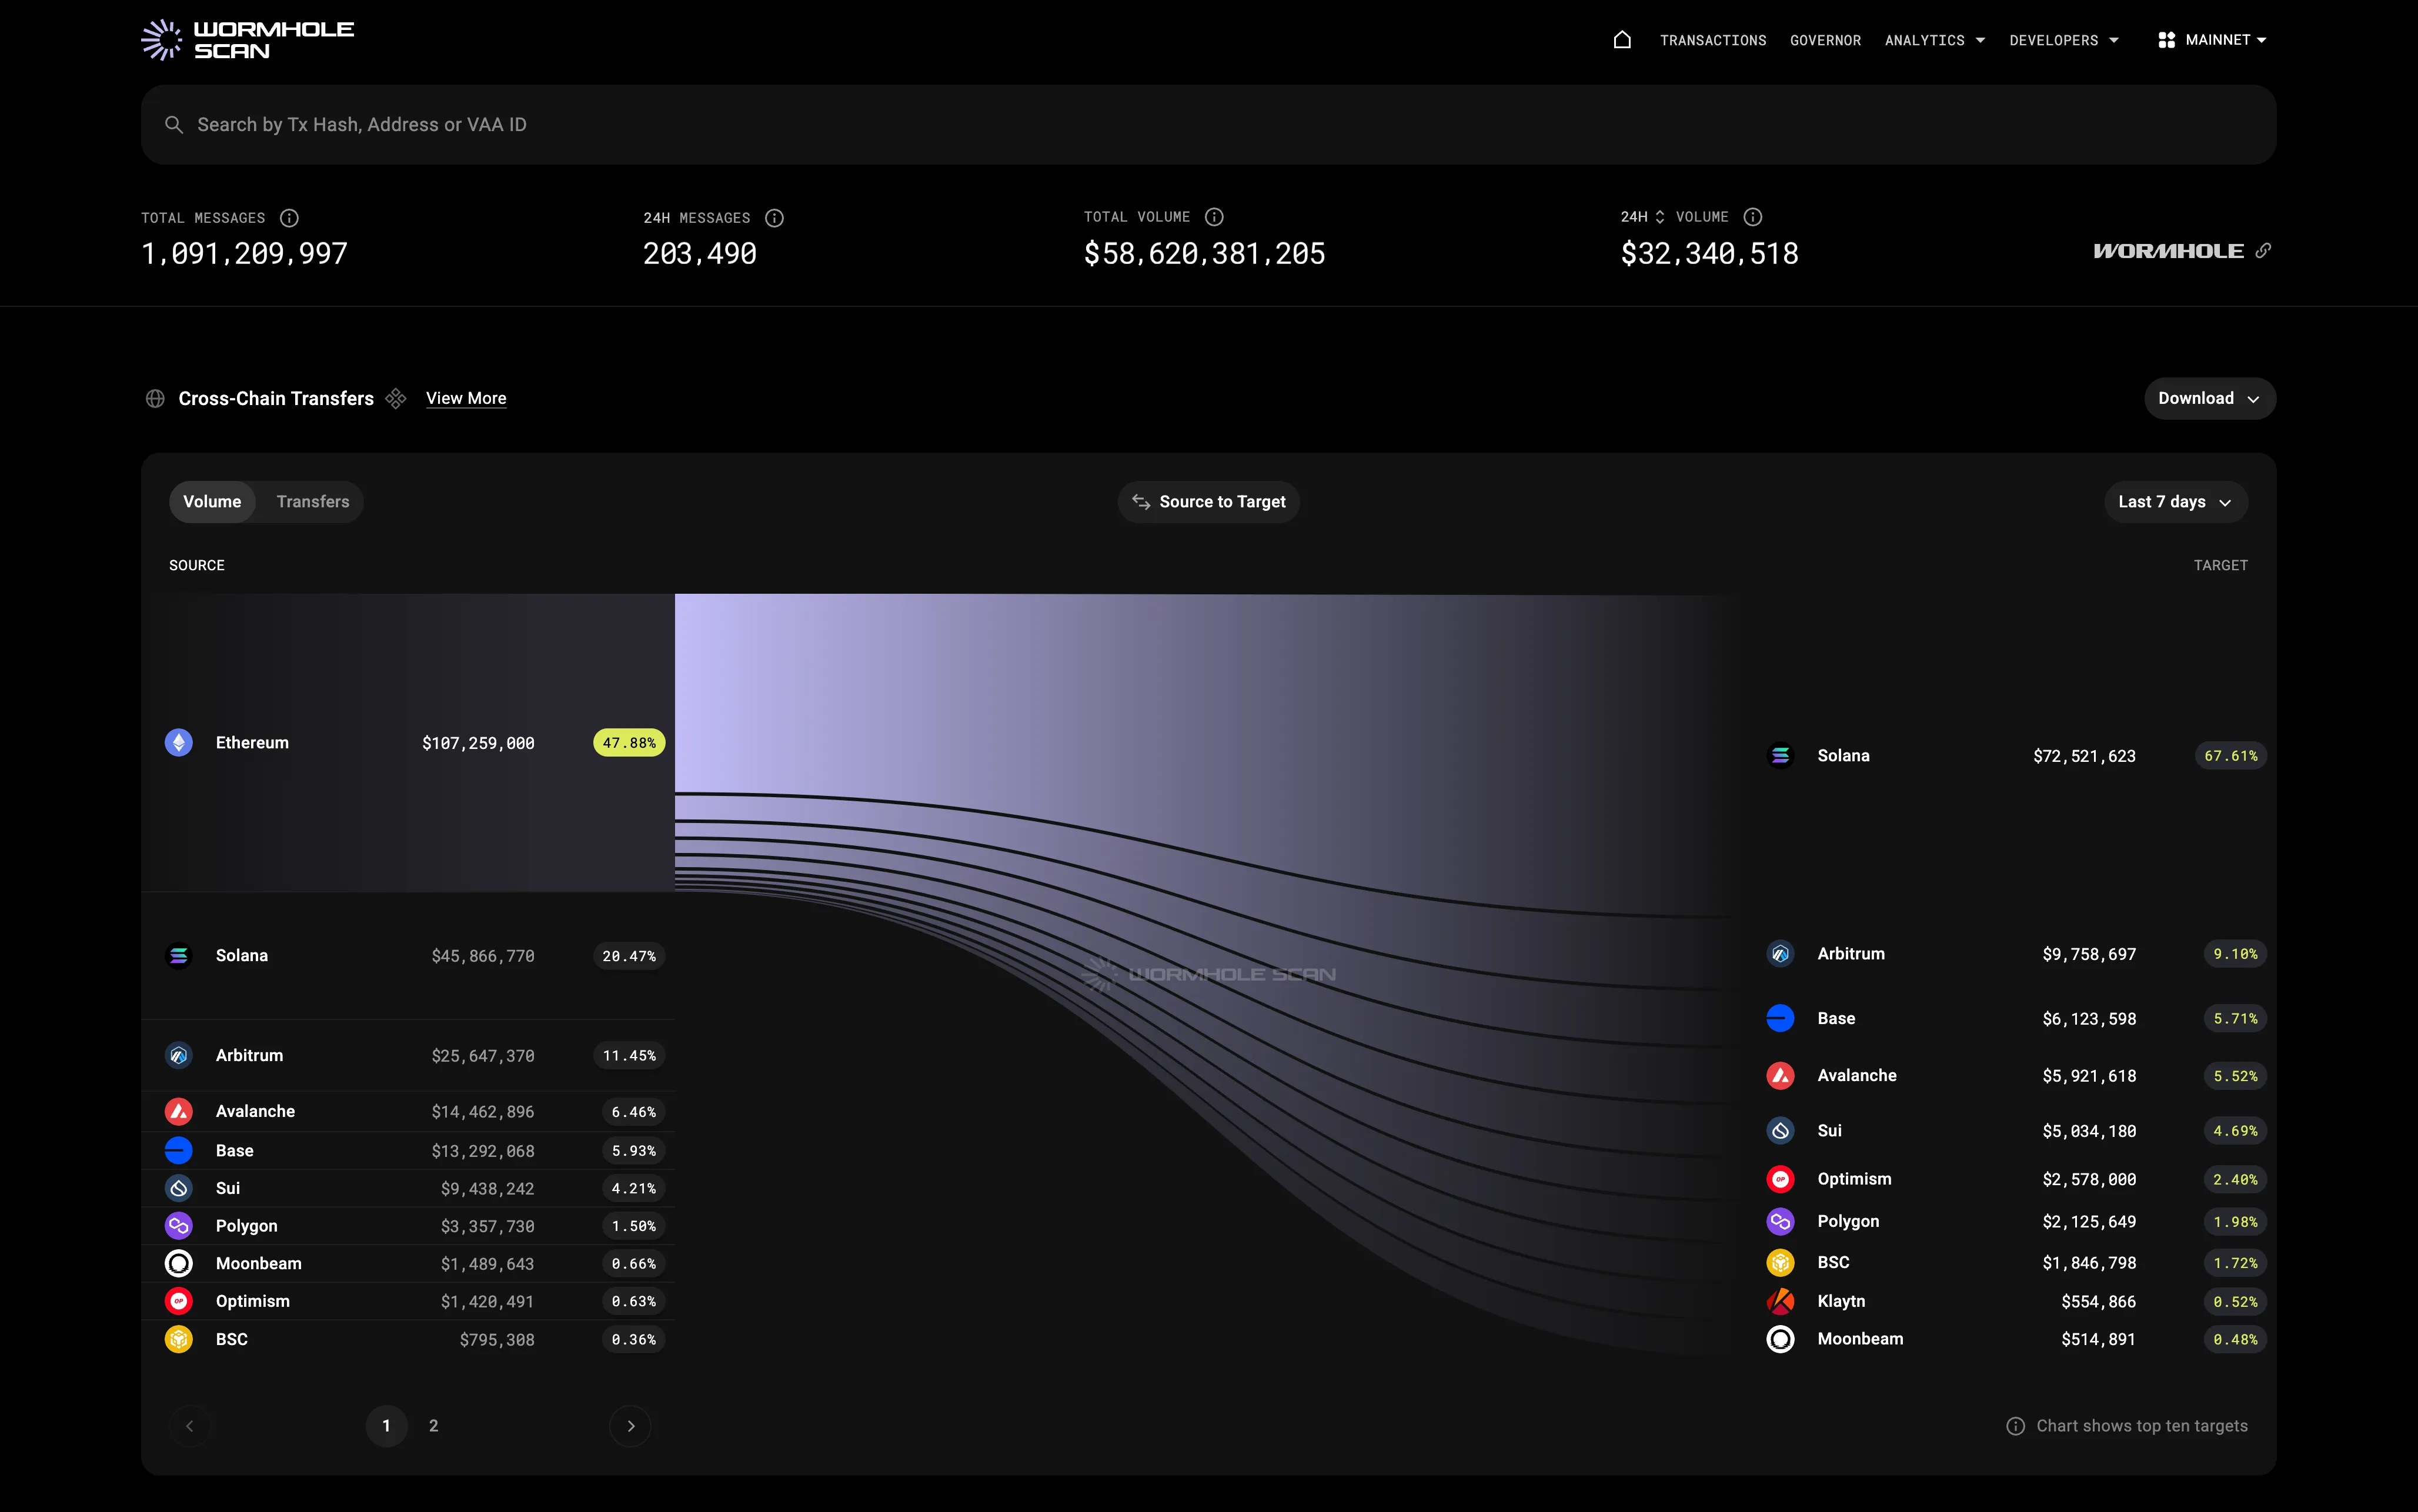 WORMHOLE
SCAN
TRANSACTIONS GOVERNOR ANALYTICS DEVELOPERS MAINNET
Search by Tx Hash, Address or VAA ID
TOTAL MESSAGES
1,091,209,997
24H MESSAGES
203,490
TOTAL VOLUME
$58,620,381,205
24H VOLUME
$32,340,518
WORMHOLE
Cross-Chain Transfers View More
Download
Volume Transfers
Source to Target
Last 7 days
SOURCE
TARGET
Ethereum $107,259,000 47.88%
Solana $45,866,770 20.47%
Arbitrum $25,647,370 11.45%
Avalanche $14,462,896 6.46%
Base $13,292,068 5.93%
Sui $9,438,242 4.21%
Polygon $3,357,730 1.50%
Moonbeam $1,489,643 0.66%
OP
Optimism $1,420,491 0.63%
BSC $795,308 0.36%
WORMHOLE SCAN
Solana $72,521,623 67.61%
Arbitrum $9,758,697 9.10%
Base $6,123,598 5.71%
Avalanche $5,921,618 5.52%
Sui $5,034,180 4.69%
OP
Optimism $2,578,000 2.40%
Polygon $2,125,649 1.98%
BSC $1,846,798 1.72%
Klaytn $554,866 0.52%
Moonbeam $514,891 0.48%
1 2
Chart shows top ten targets